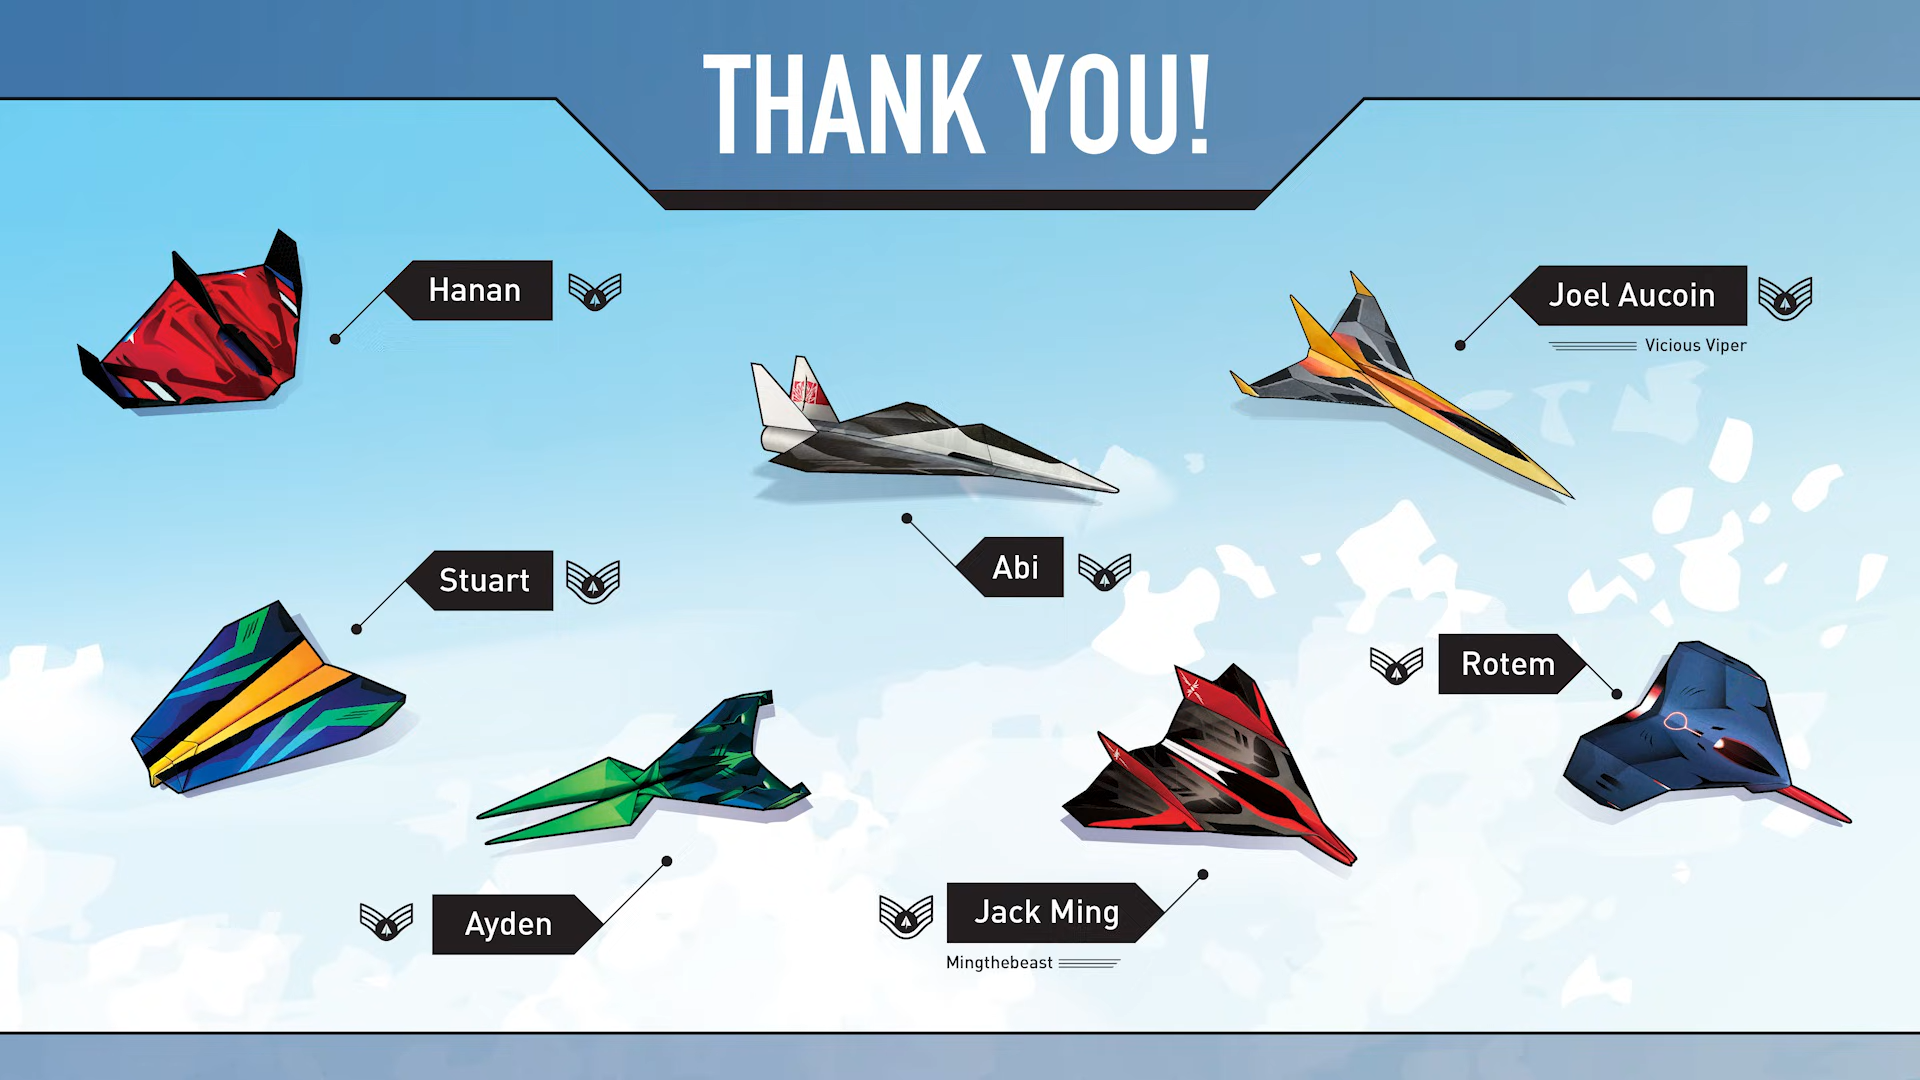 THANK YOU!
Hanan
Joel Aucoin
Vicious Viper
Stuart
Abi
Rotem
Ayden
Jack Ming
Mingthebeast